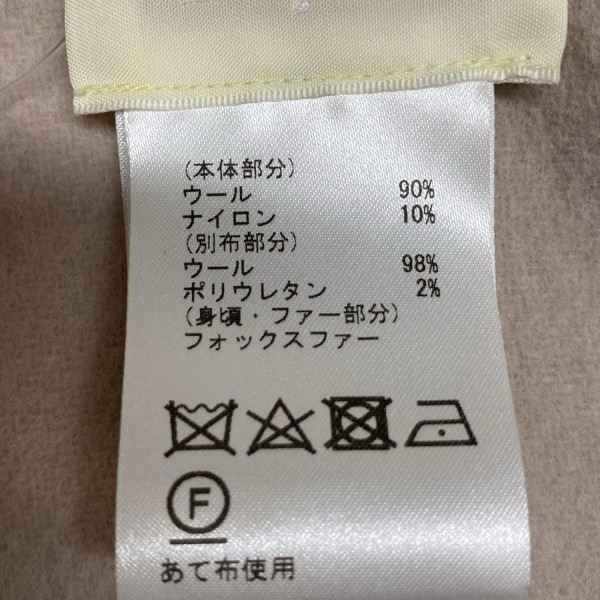 (本体部分)
ウール 90%
ナイロン 10%
(別布部分)
ウール 98%
ポリウレタン 2%
(身頃・ファー部分)
フォックスファー
F
あて布使用